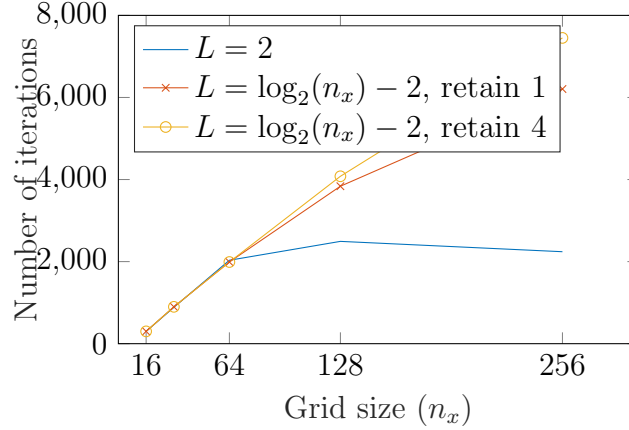 8,000
6,000
4,000
2,000
0
Number of iterations
L = 2
L = log₂(nₓ) − 2, retain 1
L = log₂(nₓ) − 2, retain 4
16 64 128 256
Grid size (nₓ)